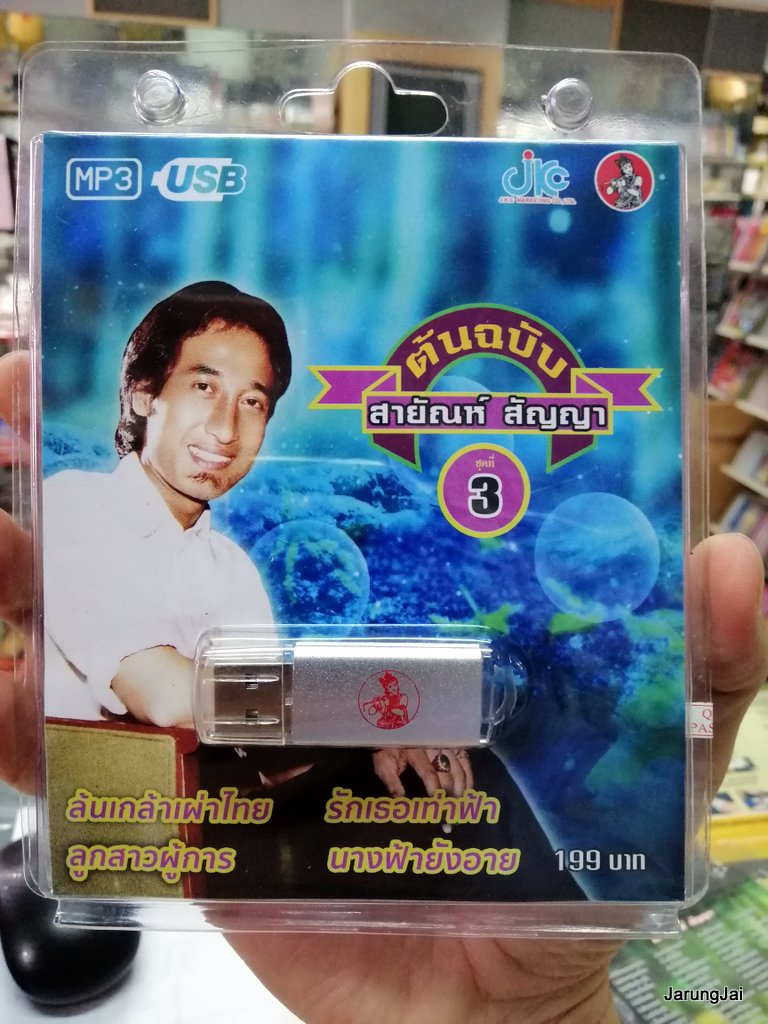 MP3 USB
JKC
J.K.C MARKETING CO.,LTD.
ต้นฉบับ
สายัณห์ สัญญา
ชุดที่
3
ล้นเกล้าเผ่าไทย รักเธอเท่าฟ้า
ลูกสาวผู้การ นางฟ้ายังอาย 199 บาท
JarungJai